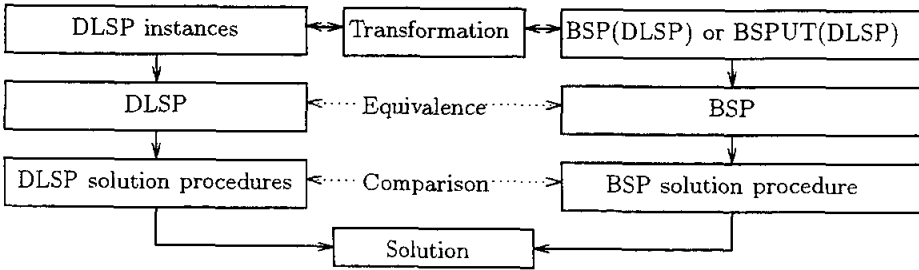 DLSP instances
Transformation
BSP(DLSP) or BSPUT(DLSP)
DLSP
Equivalence
BSP
DLSP solution procedures
Comparison
BSP solution procedure
Solution